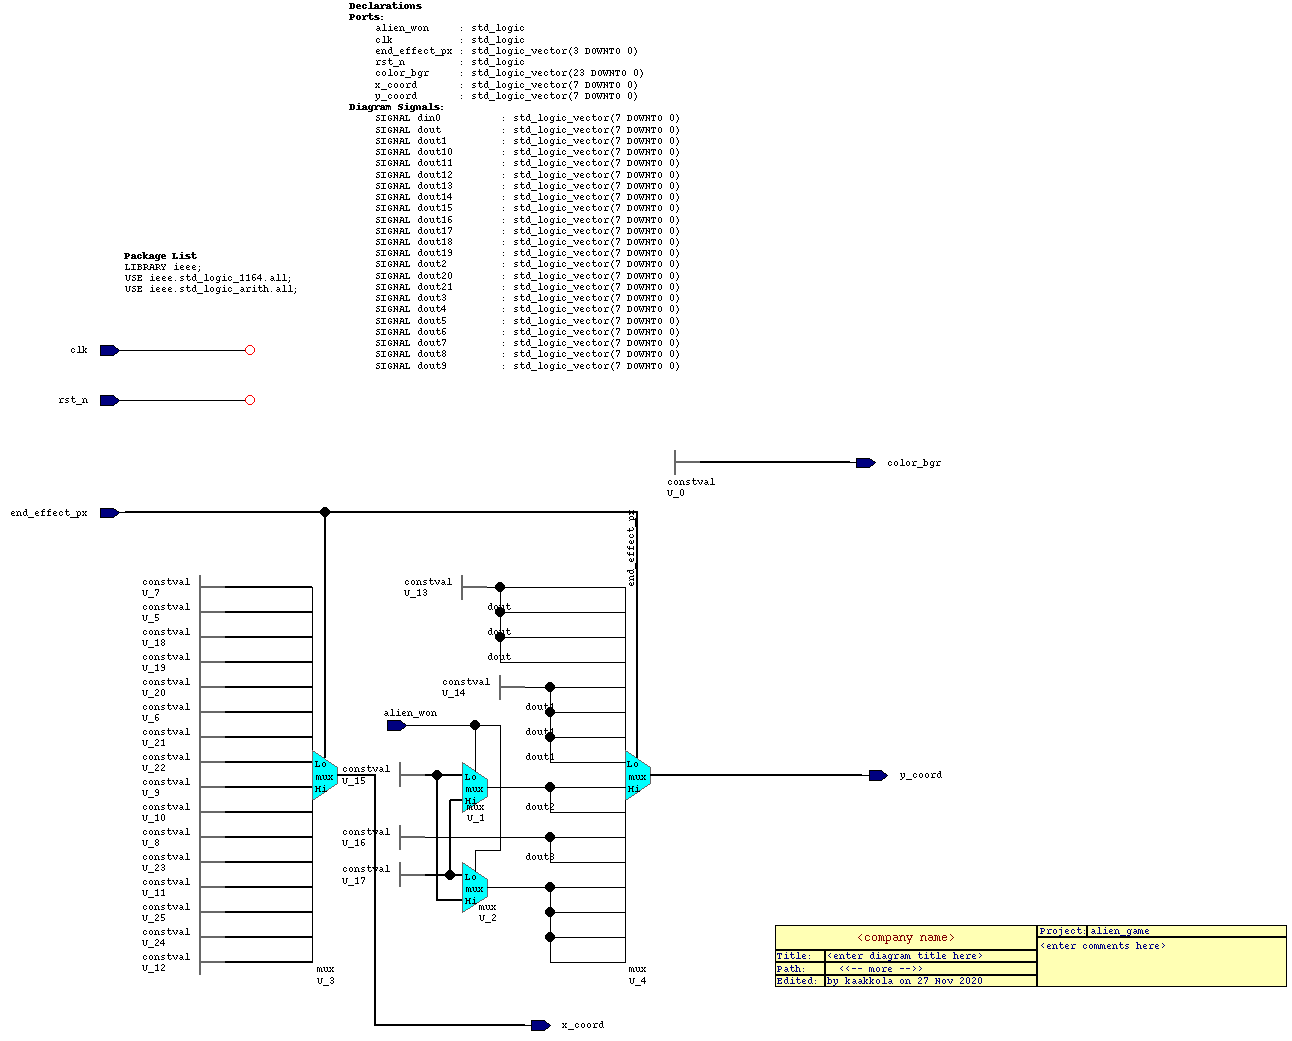 Declarations
Ports:
alien_won : std_logic
clk : std_logic
end_effect_px : std_logic_vector(3 DOWNTO 0)
rst_n : std_logic
color_bgr : std_logic_vector(23 DOWNTO 0)
x_coord : std_logic_vector(7 DOWNTO 0)
y_coord : std_logic_vector(7 DOWNTO 0)
Diagram Signals:
SIGNAL din0 : std_logic_vector(7 DOWNTO 0)
SIGNAL dout : std_logic_vector(7 DOWNTO 0)
SIGNAL dout1 : std_logic_vector(7 DOWNTO 0)
SIGNAL dout10 : std_logic_vector(7 DOWNTO 0)
SIGNAL dout11 : std_logic_vector(7 DOWNTO 0)
SIGNAL dout12 : std_logic_vector(7 DOWNTO 0)
SIGNAL dout13 : std_logic_vector(7 DOWNTO 0)
SIGNAL dout14 : std_logic_vector(7 DOWNTO 0)
SIGNAL dout15 : std_logic_vector(7 DOWNTO 0)
SIGNAL dout16 : std_logic_vector(7 DOWNTO 0)
SIGNAL dout17 : std_logic_vector(7 DOWNTO 0)
SIGNAL dout18 : std_logic_vector(7 DOWNTO 0)
SIGNAL dout19 : std_logic_vector(7 DOWNTO 0)
SIGNAL dout2 : std_logic_vector(7 DOWNTO 0)
SIGNAL dout20 : std_logic_vector(7 DOWNTO 0)
SIGNAL dout21 : std_logic_vector(7 DOWNTO 0)
SIGNAL dout3 : std_logic_vector(7 DOWNTO 0)
SIGNAL dout4 : std_logic_vector(7 DOWNTO 0)
SIGNAL dout5 : std_logic_vector(7 DOWNTO 0)
SIGNAL dout6 : std_logic_vector(7 DOWNTO 0)
SIGNAL dout7 : std_logic_vector(7 DOWNTO 0)
SIGNAL dout8 : std_logic_vector(7 DOWNTO 0)
SIGNAL dout9 : std_logic_vector(7 DOWNTO 0)
Package List
LIBRARY ieee;
USE ieee.std_logic_1164.all;
USE ieee.std_logic_arith.all;
clk
rst_n
color_bgr
constval
U_0
end_effect_px
end_effect_px
constval
U_7
constval
U_5
constval
U_18
constval
U_19
constval
U_20
constval
U_6
constval
U_21
constval
U_22
constval
U_9
constval
U_10
constval
U_8
constval
U_23
constval
U_11
constval
U_25
constval
U_24
constval
U_12
Lo
mux
Hi
mux
U_3
constval
U_13
dout
dout
dout
constval
U_14
dout1
dout1
dout1
alien_won
constval
U_15
Lo
mux
Hi
mux
U_1
dout2
constval
U_16
dout3
constval
U_17
Lo
mux
Hi
mux
U_2
Lo
mux
Hi
mux
U_4
y_coord
x_coord
<company name>
Title: <enter diagram title here>
Path: <<-- more -->>
Edited: by kaakkola on 27 Nov 2020
Project: alien_game
<enter comments here>